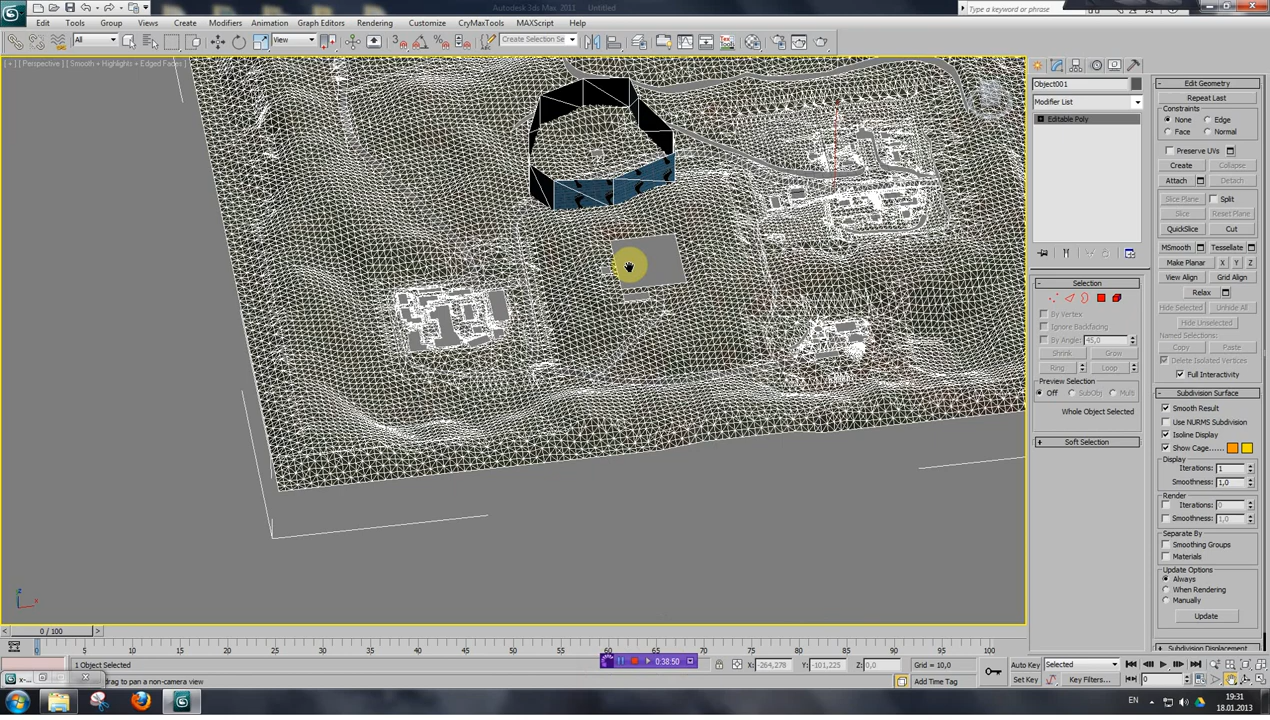 Autodesk 3ds Max 2011 Untitled
Type a keyword or phrase
Edit Tools Group Views Create Modifiers Animation Graph Editors Rendering Customize CryMaxTools MAXScript Help
All View Create Selection Se
[ + ] [ Perspective ] [ Smooth + Highlights + Edged Faces ]
Object001
Modifier List
Editable Poly
- Selection
By Vertex
Ignore Backfacing
By Angle: 45,0
Shrink Grow
Ring Loop
Preview Selection
Off SubObj Multi
Whole Object Selected
+ Soft Selection
- Edit Geometry
Repeat Last
Constraints
None Edge
Face Normal
Preserve UVs
Create Collapse
Attach Detach
Slice Plane Split
Slice Reset Plane
QuickSlice Cut
MSmooth Tessellate
Make Planar X Y Z
View Align Grid Align
Relax
Hide Selected Unhide All
Hide Unselected
Named Selections:
Copy Paste
Delete Isolated Vertices
Full Interactivity
- Subdivision Surface
Smooth Result
Use NURMS Subdivision
Isoline Display
Show Cage......
Display
Iterations: 1
Smoothness: 1,0
Render
Iterations: 0
Smoothness: 1,0
Separate By
Smoothing Groups
Materials
Update Options
Always
When Rendering
Manually
Update
+ Subdivision Displacement
z x
< 0 / 100 >
0 5 10 15 20 25 30 35 40 45 50 55 60 65 70 75 80 85 90 95 100
1 Object Selected
0:38:50
X: -264,278 Y: -101,225 Z: 0,0 Grid = 10,0
Auto Key Selected
drag to pan a non-camera view
Add Time Tag
Set Key Key Filters... 0
EN 19:31
18.01.2013